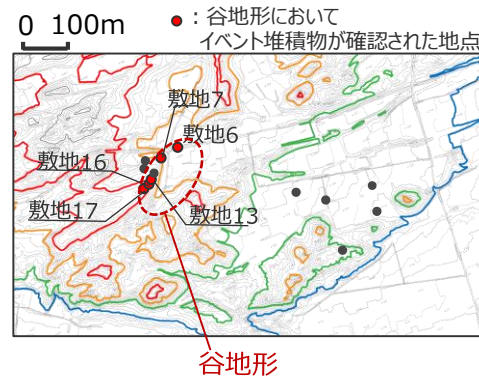 0 100m
●：谷地形において
イベント堆積物が確認された地点
敷地7
敷地6
敷地16
敷地17
敷地13
谷地形